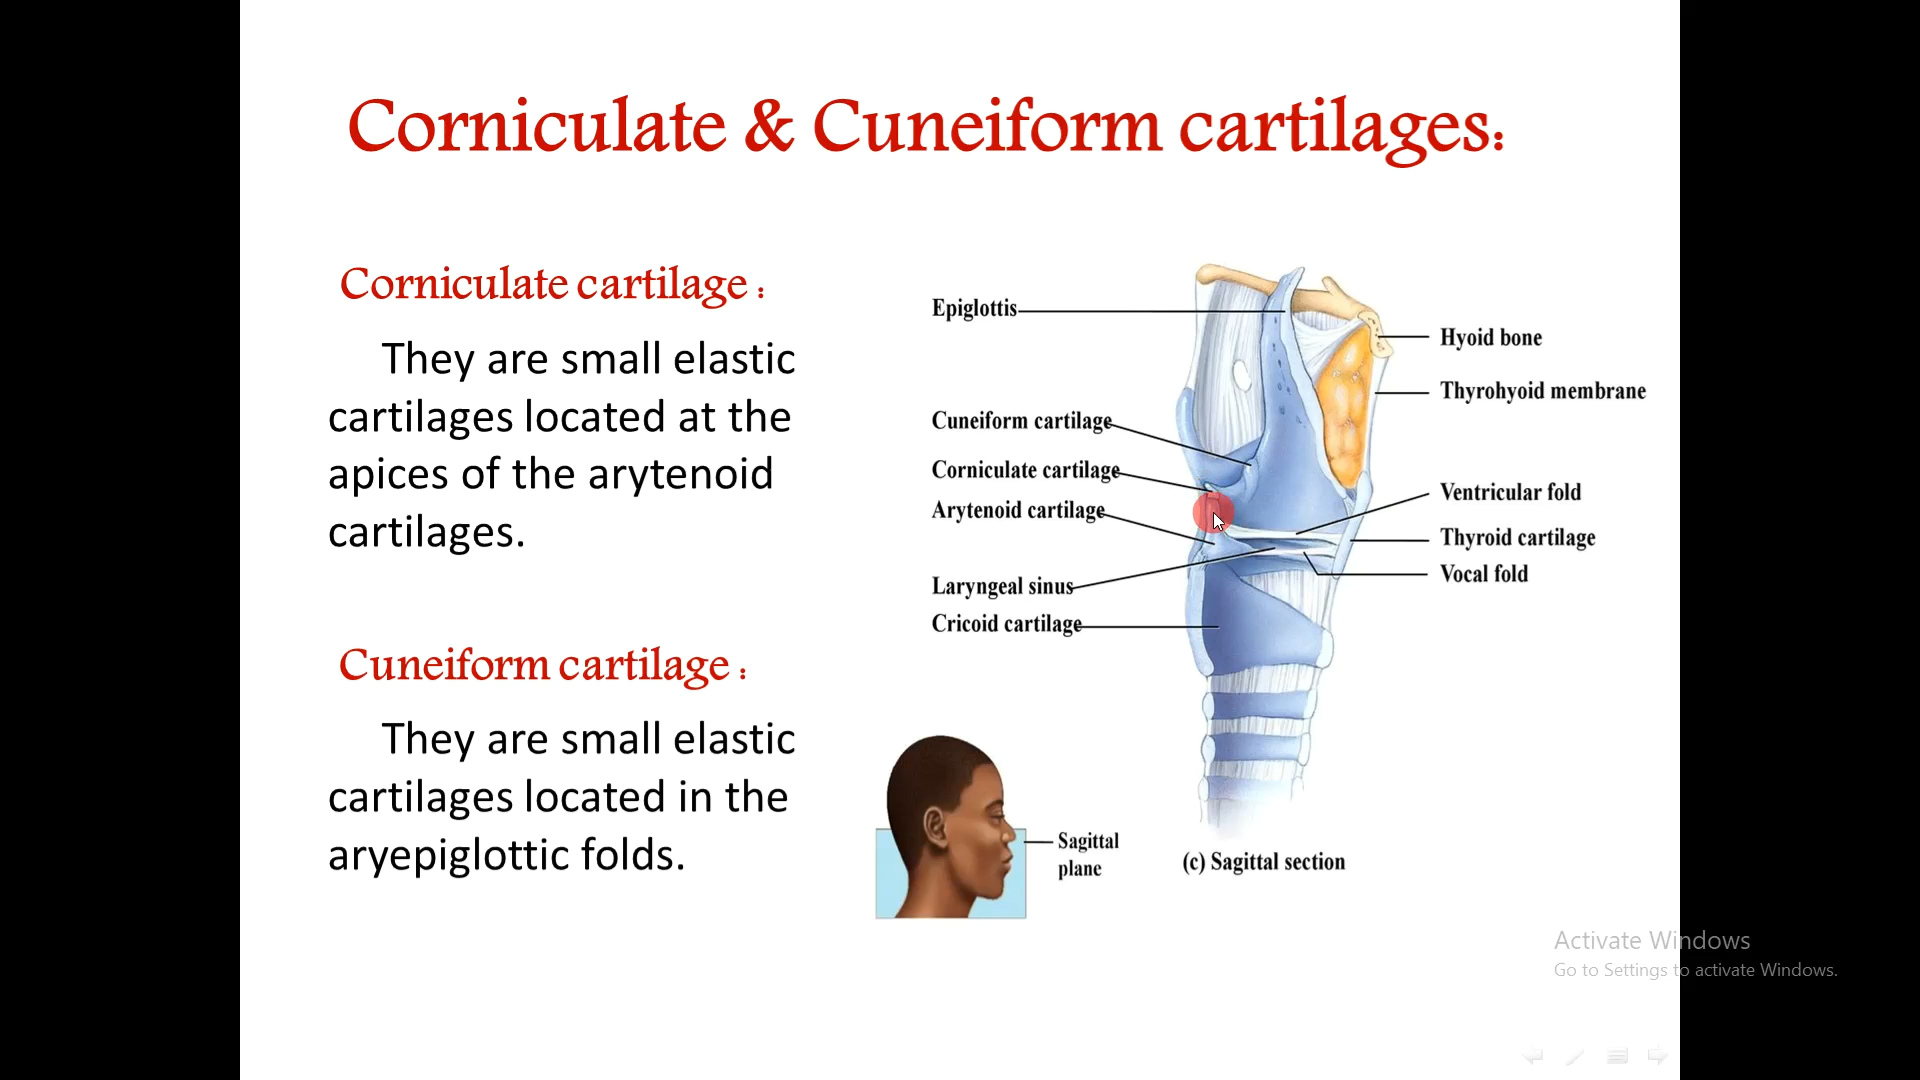 Corniculate & Cuneiform cartilages:
Corniculate cartilage :
They are small elastic
cartilages located at the
apices of the arytenoid
cartilages.
Cuneiform cartilage :
They are small elastic
cartilages located in the
aryepiglottic folds.
Epiglottis
Cuneiform cartilage
Corniculate cartilage
Arytenoid cartilage
Laryngeal sinus
Cricoid cartilage
Hyoid bone
Thyrohyoid membrane
Ventricular fold
Thyroid cartilage
Vocal fold
Sagittal
plane
(c) Sagittal section
Activate Windows
Go to Settings to activate Windows.